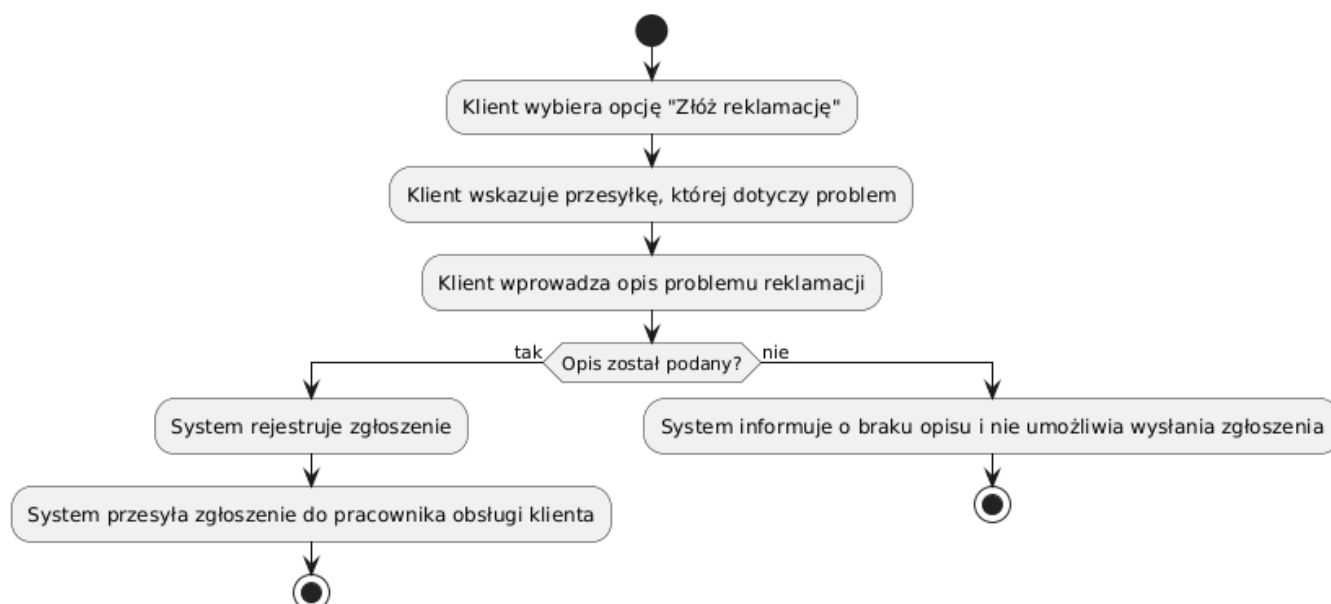 Klient wybiera opcję "Złóż reklamację"
Klient wskazuje przesyłkę, której dotyczy problem
Klient wprowadza opis problemu reklamacji
tak
Opis został podany?
nie
System rejestruje zgłoszenie
System informuje o braku opisu i nie umożliwia wysłania zgłoszenia
System przesyła zgłoszenie do pracownika obsługi klienta